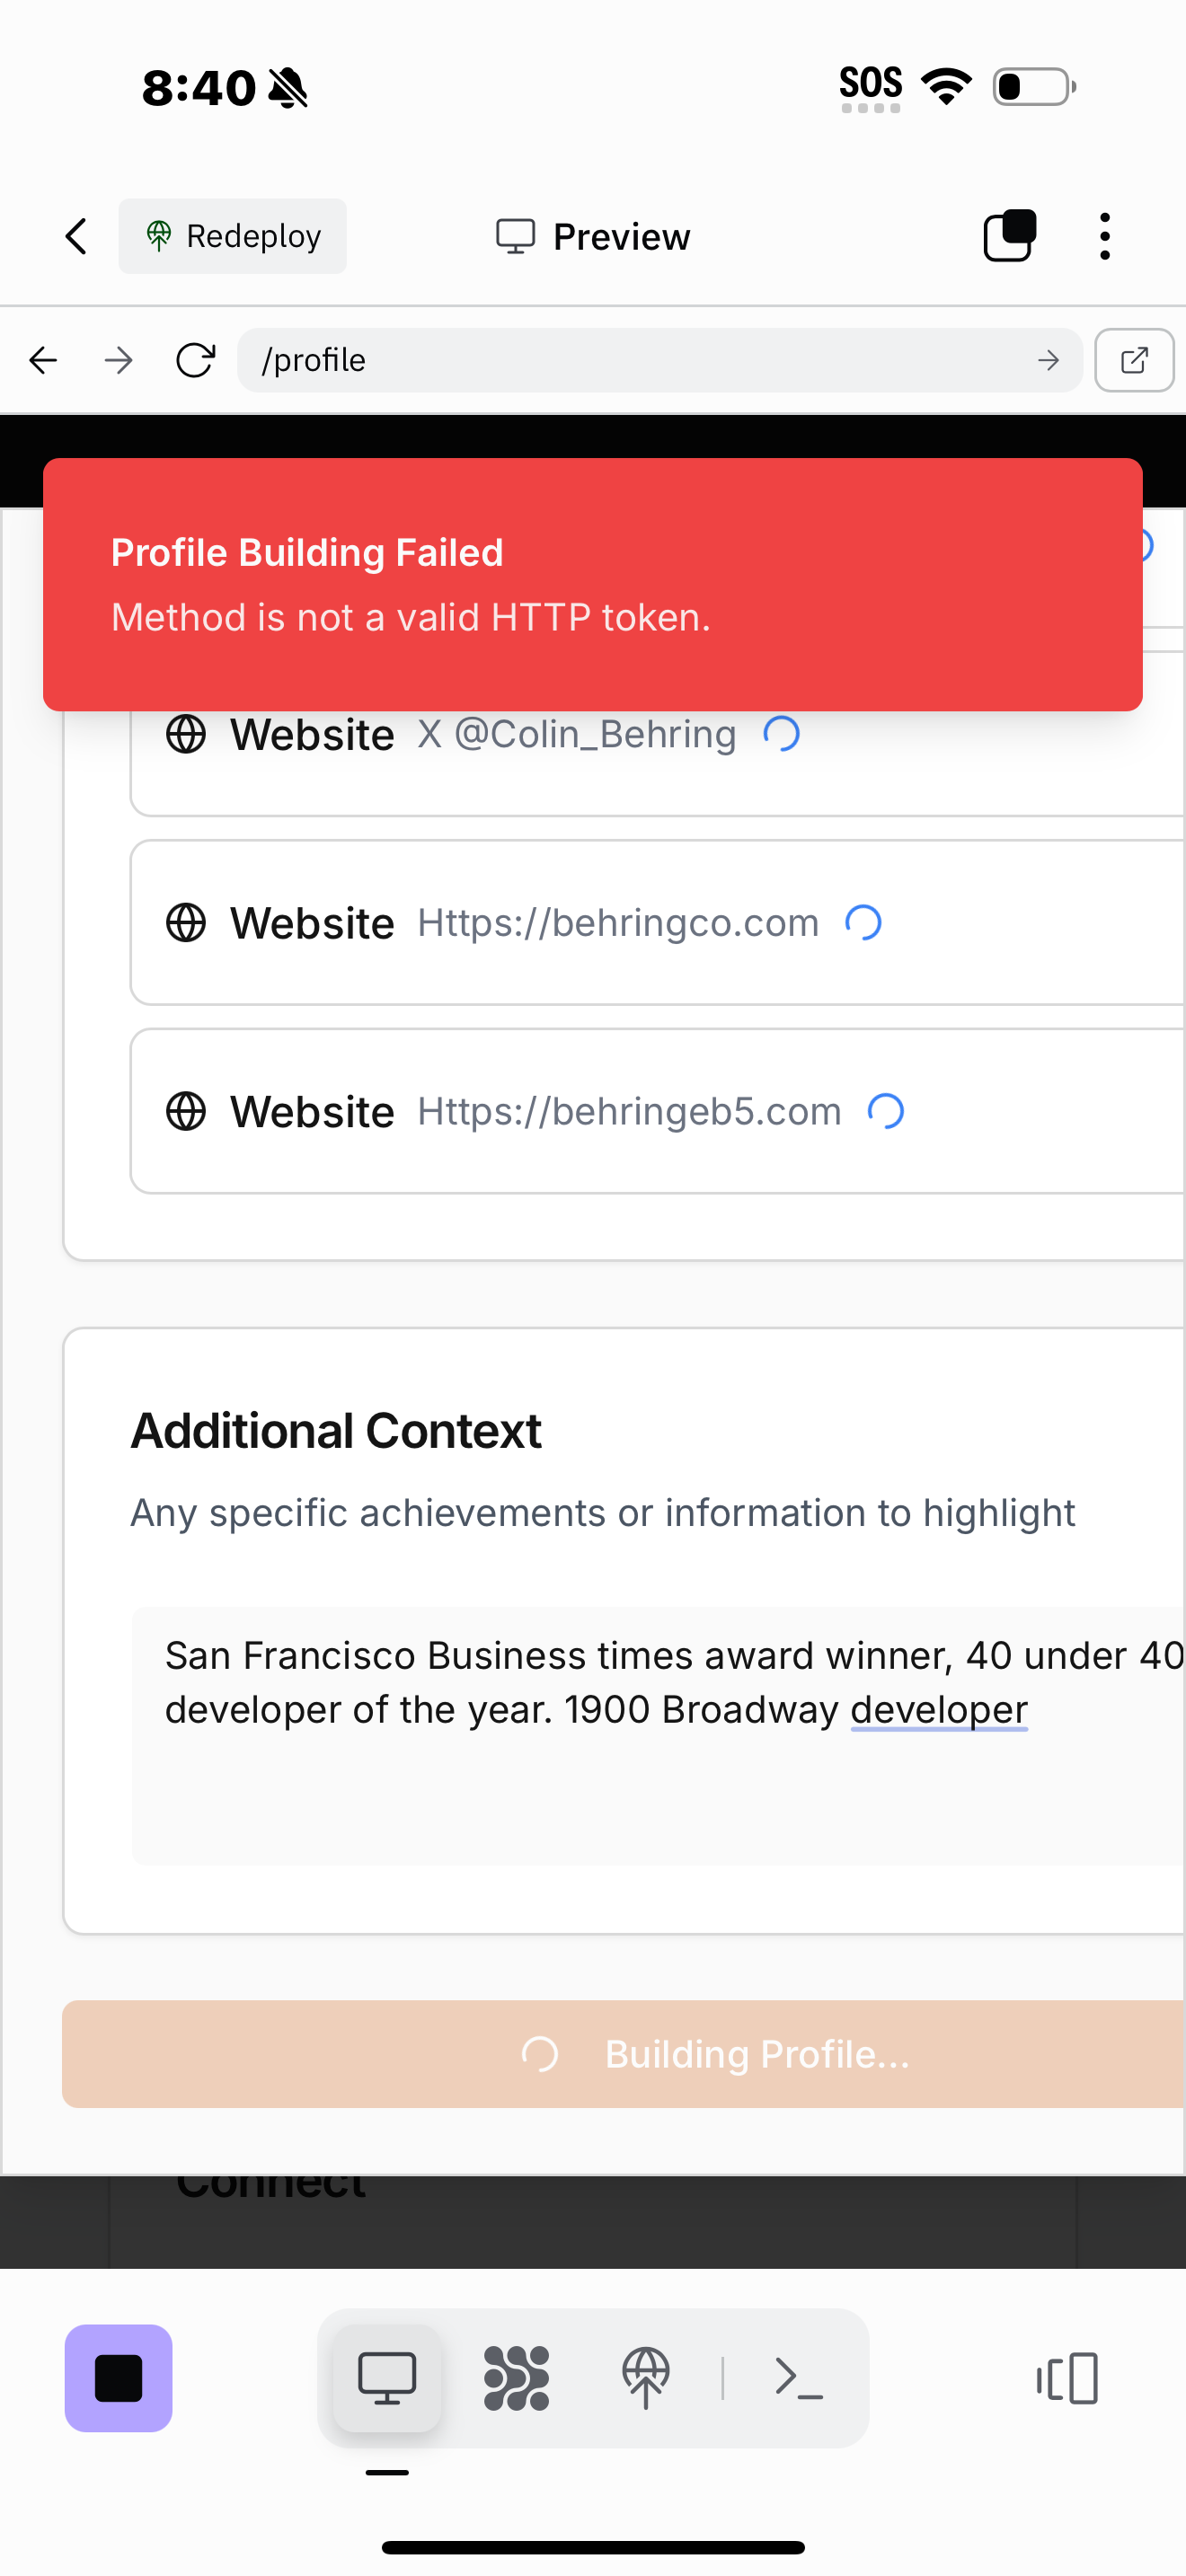 8:40
SOS
Redeploy
Preview
/profile
Profile Building Failed
Method is not a valid HTTP token.
Website X @Colin_Behring
Website Https://behringco.com
Website Https://behringeb5.com
Additional Context
Any specific achievements or information to highlight
San Francisco Business times award winner, 40 under 40
developer of the year. 1900 Broadway developer
Building Profile...
Connect